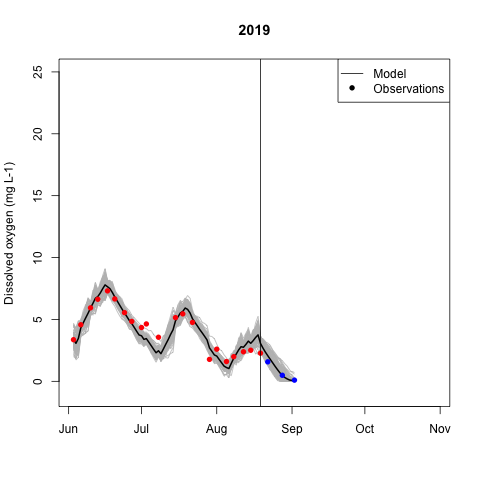 2019
Model
Observations
Dissolved oxygen (mg L-1)
25
20
15
10
5
0
Jun Jul Aug Sep Oct Nov